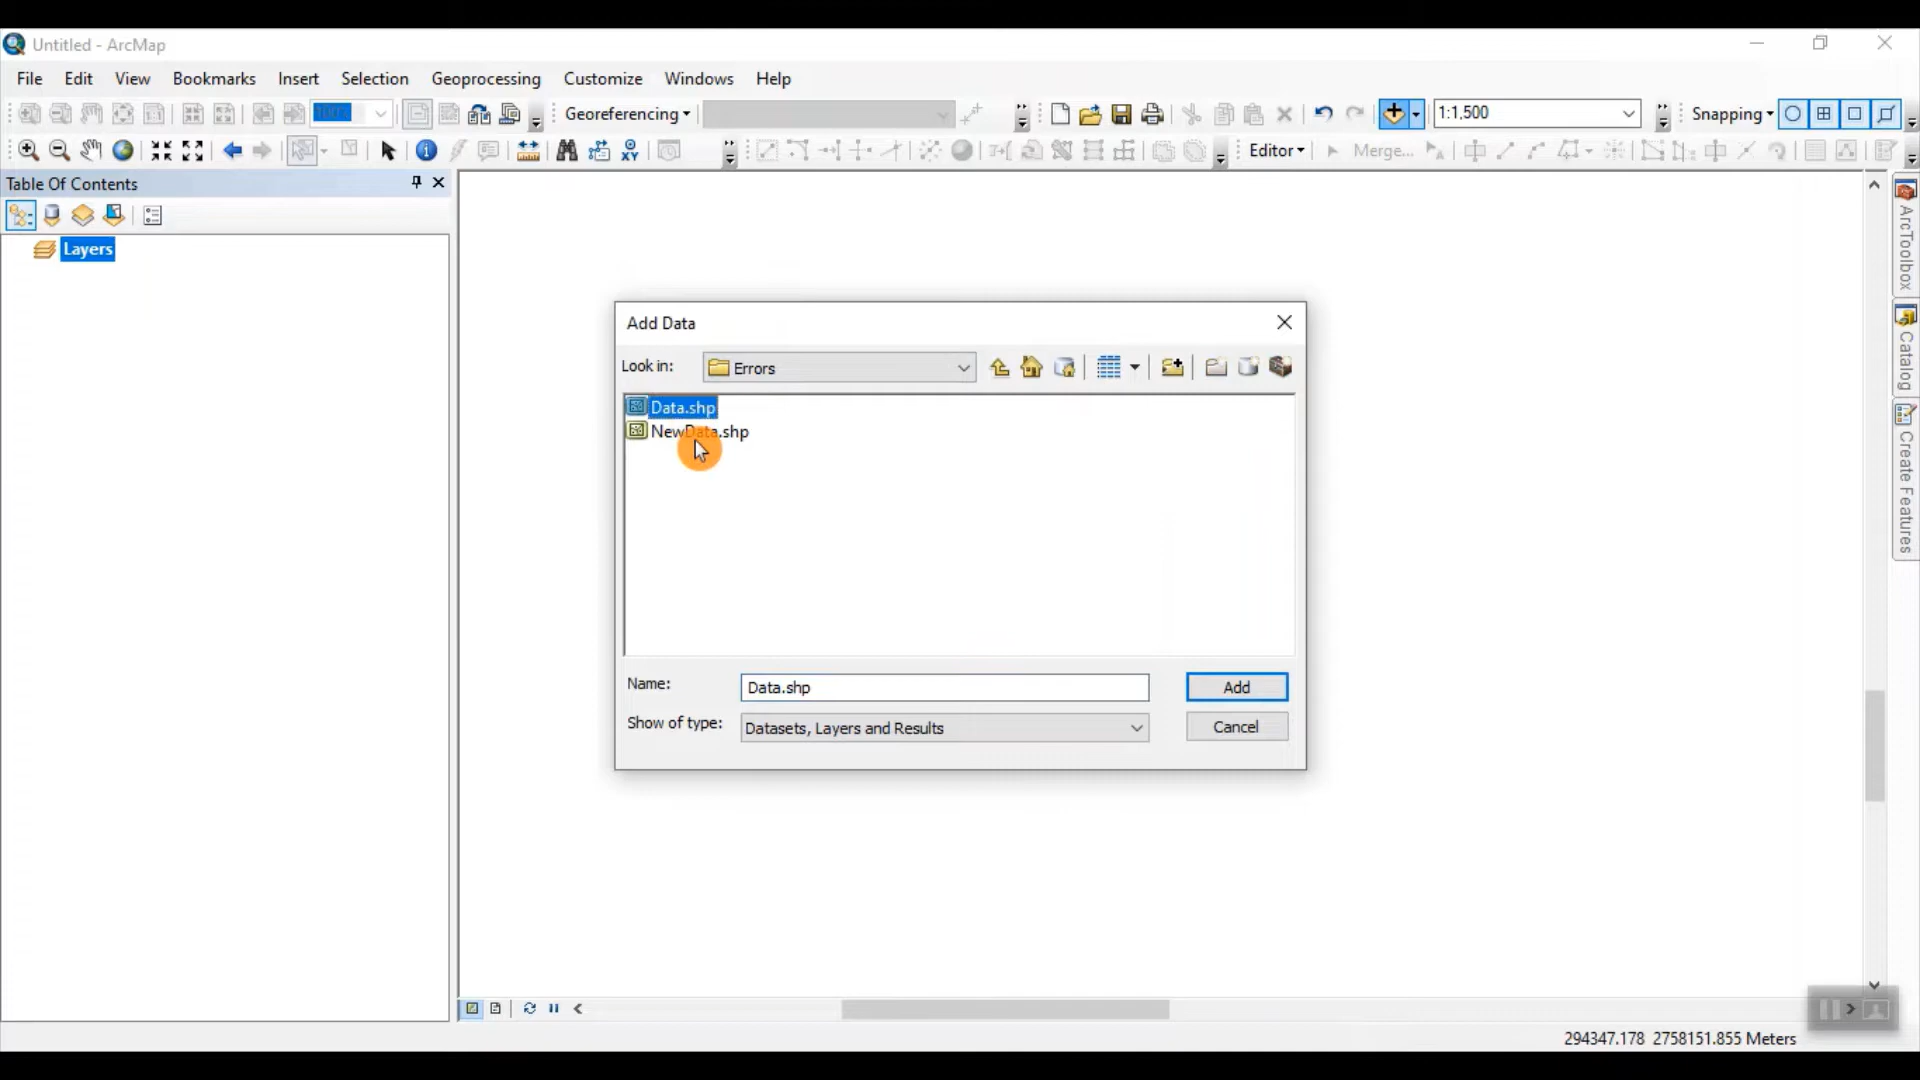 Untitled - ArcMap
File Edit View Bookmarks Insert Selection Geoprocessing Customize Windows Help
Georeferencing 1:1,500 Snapping
Editor Merge...
Table Of Contents
Layers
Add Data
Look in: Errors
Data.shp
NewData.shp
Name: Data.shp Add
Show of type: Datasets, Layers and Results Cancel
ArcToolbox
Catalog
Create Features
294347.178 2758151.855 Meters